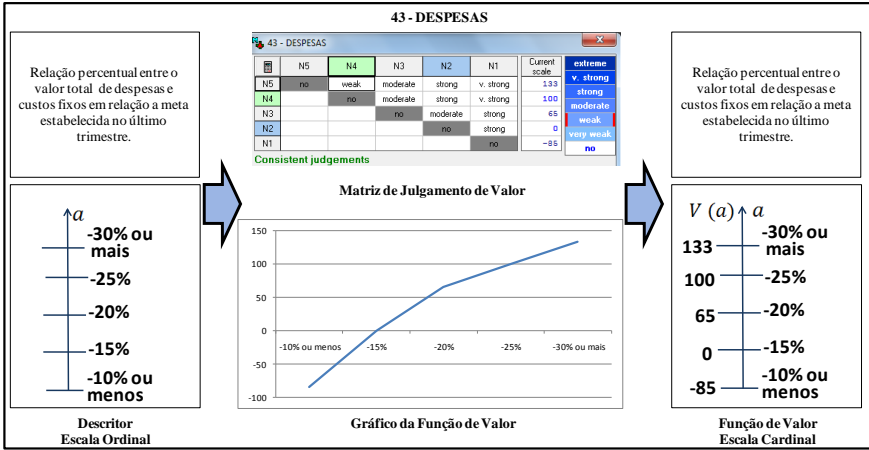 43 - DESPESAS
Relação percentual entre o
valor total de despesas e
custos fixos em relação a meta
estabelecida no último
trimestre.
a
-30% ou
mais
-25%
-20%
-15%
-10% ou
menos
Descritor
Escala Ordinal
43 - DESPESAS
N5 N4 N3 N2 N1 Current
scale
N5 no weak moderate strong v. strong 133
N4 no moderate strong v. strong 100
N3 no moderate strong 65
N2 no strong 0
N1 no -85
extreme
v. strong
strong
moderate
weak
very weak
no
Consistent judgements
Matriz de Julgamento de Valor
150
100
50
0
-50
-100
-10% ou menos -15% -20% -25% -30% ou mais
Gráfico da Função de Valor
Relação percentual entre o
valor total de despesas e
custos fixos em relação a meta
estabelecida no último
trimestre.
V (a) a
133 -30% ou
mais
100 -25%
65 -20%
0 -15%
-85 -10% ou
menos
Função de Valor
Escala Cardinal